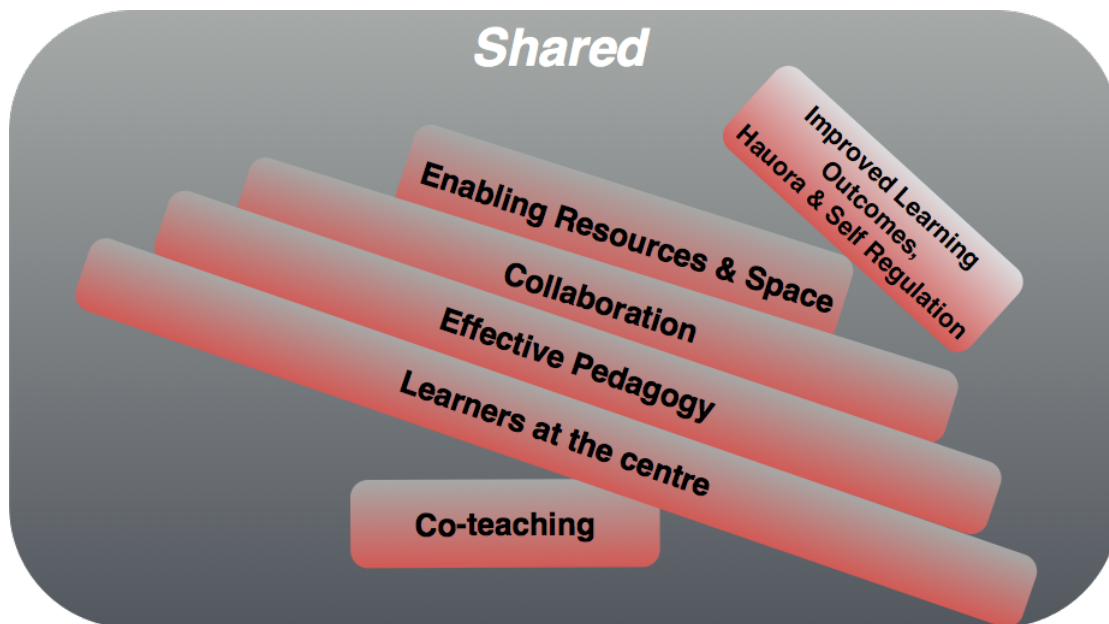 Shared
Improved Learning
Outcomes,
Hauora & Self Regulation
Enabling Resources & Space
Collaboration
Effective Pedagogy
Learners at the centre
Co-teaching